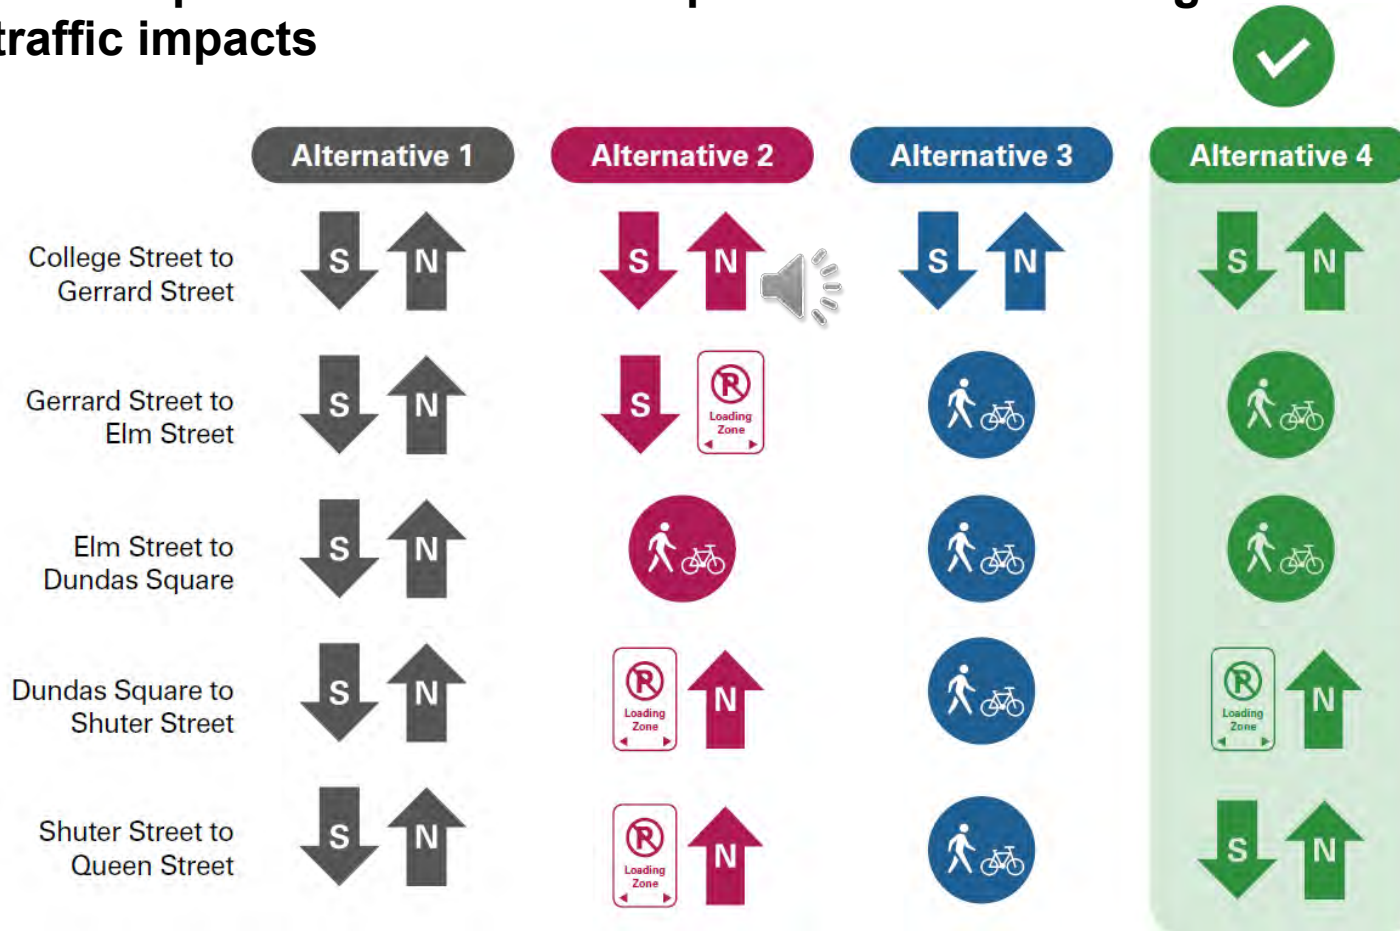 traffic impacts
Alternative 1 Alternative 2 Alternative 3 Alternative 4
College Street to
Gerrard Street
S N S N S N S N
Gerrard Street to
Elm Street
S N S P Loading
Zone
Elm Street to
Dundas Square
S N
Dundas Square to
Shuter Street
S N P Loading
Zone N P Loading
Zone N
Shuter Street to
Queen Street
S N P Loading
Zone N S N